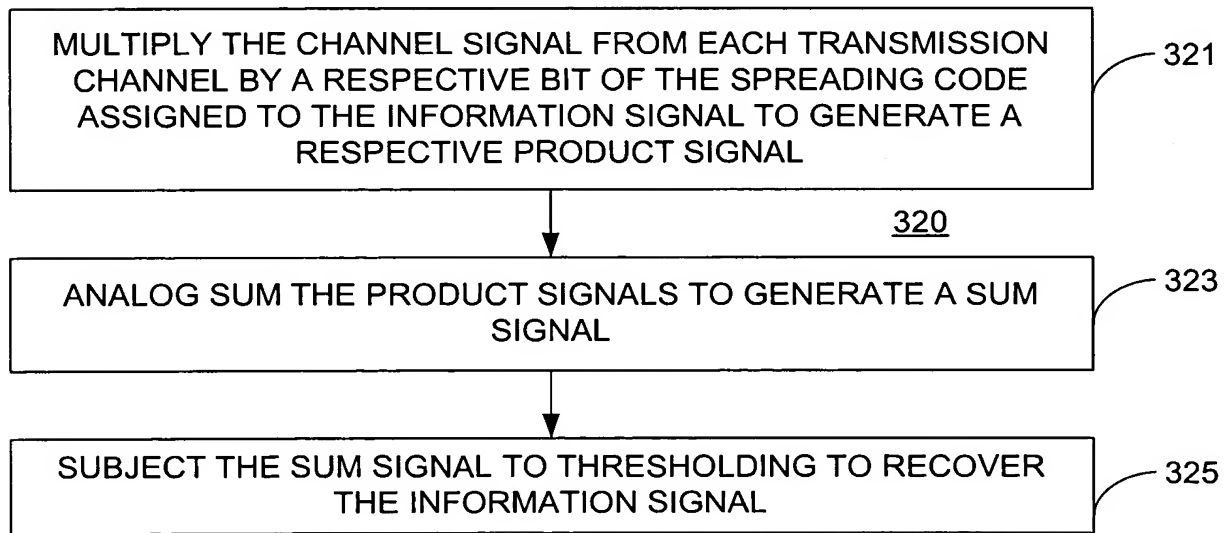 MULTIPLY THE CHANNEL SIGNAL FROM EACH TRANSMISSION
CHANNEL BY A RESPECTIVE BIT OF THE SPREADING CODE
ASSIGNED TO THE INFORMATION SIGNAL TO GENERATE A
RESPECTIVE PRODUCT SIGNAL
321
320
ANALOG SUM THE PRODUCT SIGNALS TO GENERATE A SUM
SIGNAL
323
SUBJECT THE SUM SIGNAL TO THRESHOLDING TO RECOVER
THE INFORMATION SIGNAL
325